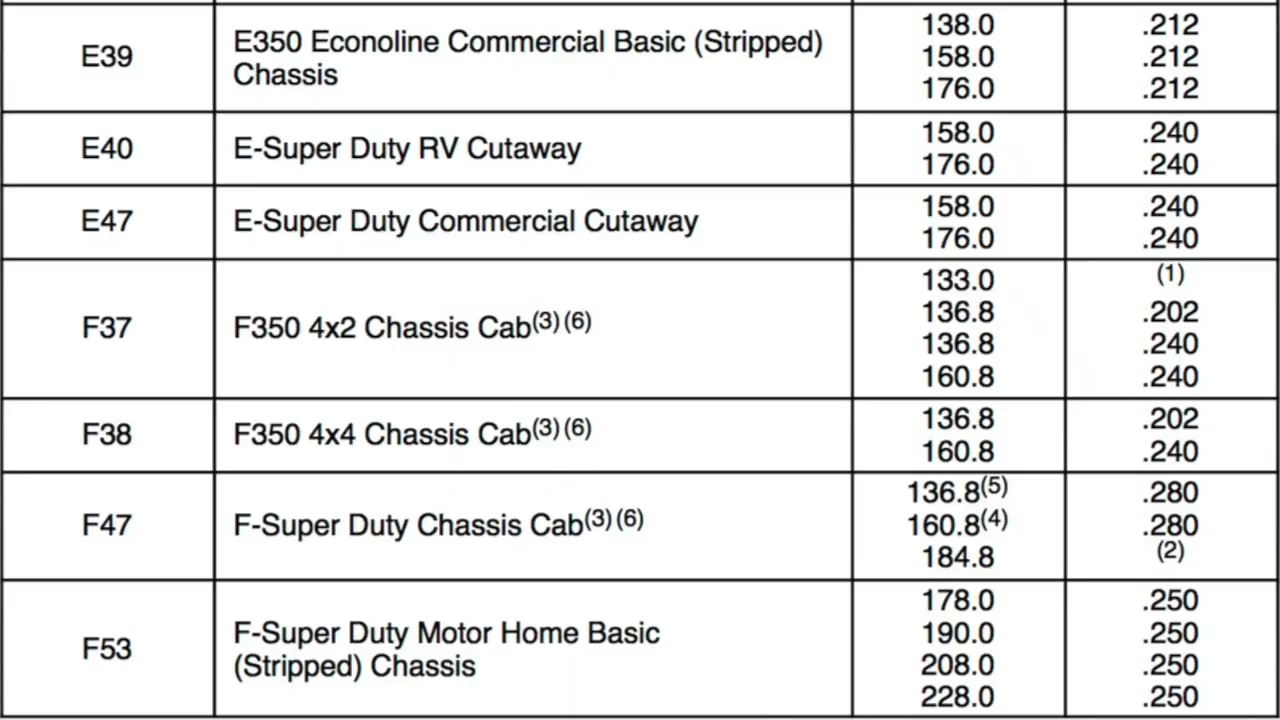 E39
E350 Econoline Commercial Basic (Stripped)
Chassis
138.0
158.0
176.0
.212
.212
.212
E40
E-Super Duty RV Cutaway
158.0
176.0
.240
.240
E47
E-Super Duty Commercial Cutaway
158.0
176.0
.240
.240
F37
F350 4x2 Chassis Cab(3) (6)
133.0
136.8
136.8
160.8
(1)
.202
.240
.240
F38
F350 4x4 Chassis Cab(3) (6)
136.8
160.8
.202
.240
F47
F-Super Duty Chassis Cab(3) (6)
136.8(5)
160.8(4)
184.8
.280
.280
(2)
F53
F-Super Duty Motor Home Basic
(Stripped) Chassis
178.0
190.0
208.0
228.0
.250
.250
.250
.250